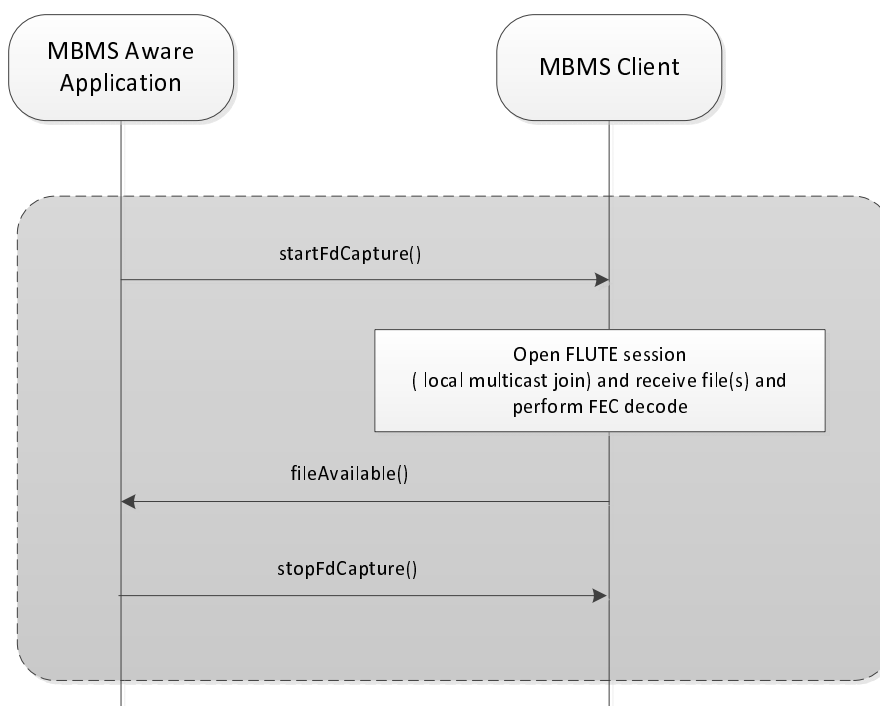 MBMS Aware
Application
MBMS Client
startFdCapture()
Open FLUTE session
( local multicast join) and receive file(s) and
perform FEC decode
fileAvailable()
stopFdCapture()